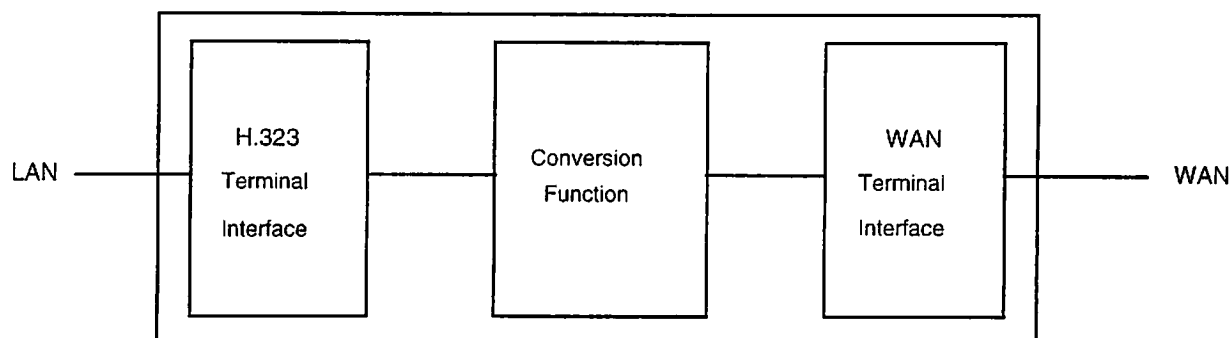 LAN
H.323
Terminal
Interface
Conversion
Function
WAN
Terminal
Interface
WAN